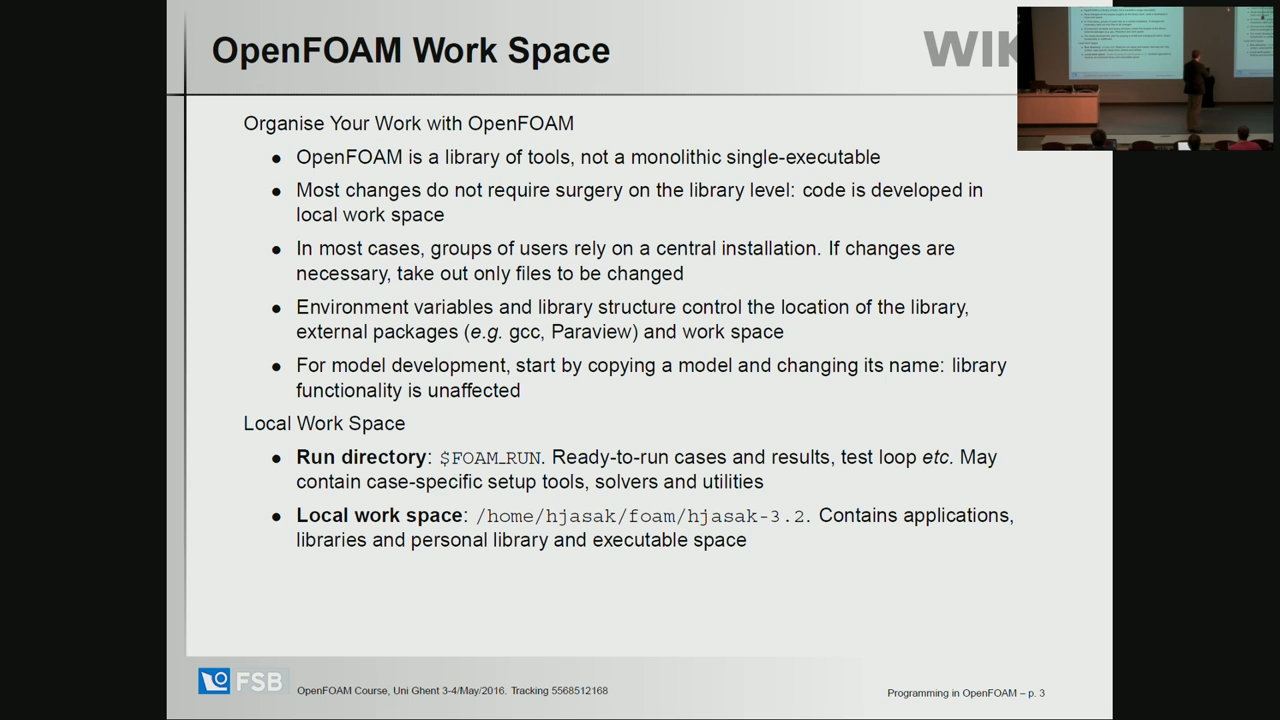 OpenFOAM Work Space
WIK
Organise Your Work with OpenFOAM
● OpenFOAM is a library of tools, not a monolithic single-executable
● Most changes do not require surgery on the library level: code is developed in
local work space
● In most cases, groups of users rely on a central installation. If changes are
necessary, take out only files to be changed
● Environment variables and library structure control the location of the library,
external packages (e.g. gcc, Paraview) and work space
● For model development, start by copying a model and changing its name: library
functionality is unaffected
Local Work Space
● Run directory: $FOAM_RUN. Ready-to-run cases and results, test loop etc. May
contain case-specific setup tools, solvers and utilities
● Local work space: /home/hjasak/foam/hjasak-3.2. Contains applications,
libraries and personal library and executable space
FSB
OpenFOAM Course, Uni Ghent 3-4/May/2016. Tracking 5568512168
Programming in OpenFOAM – p. 3